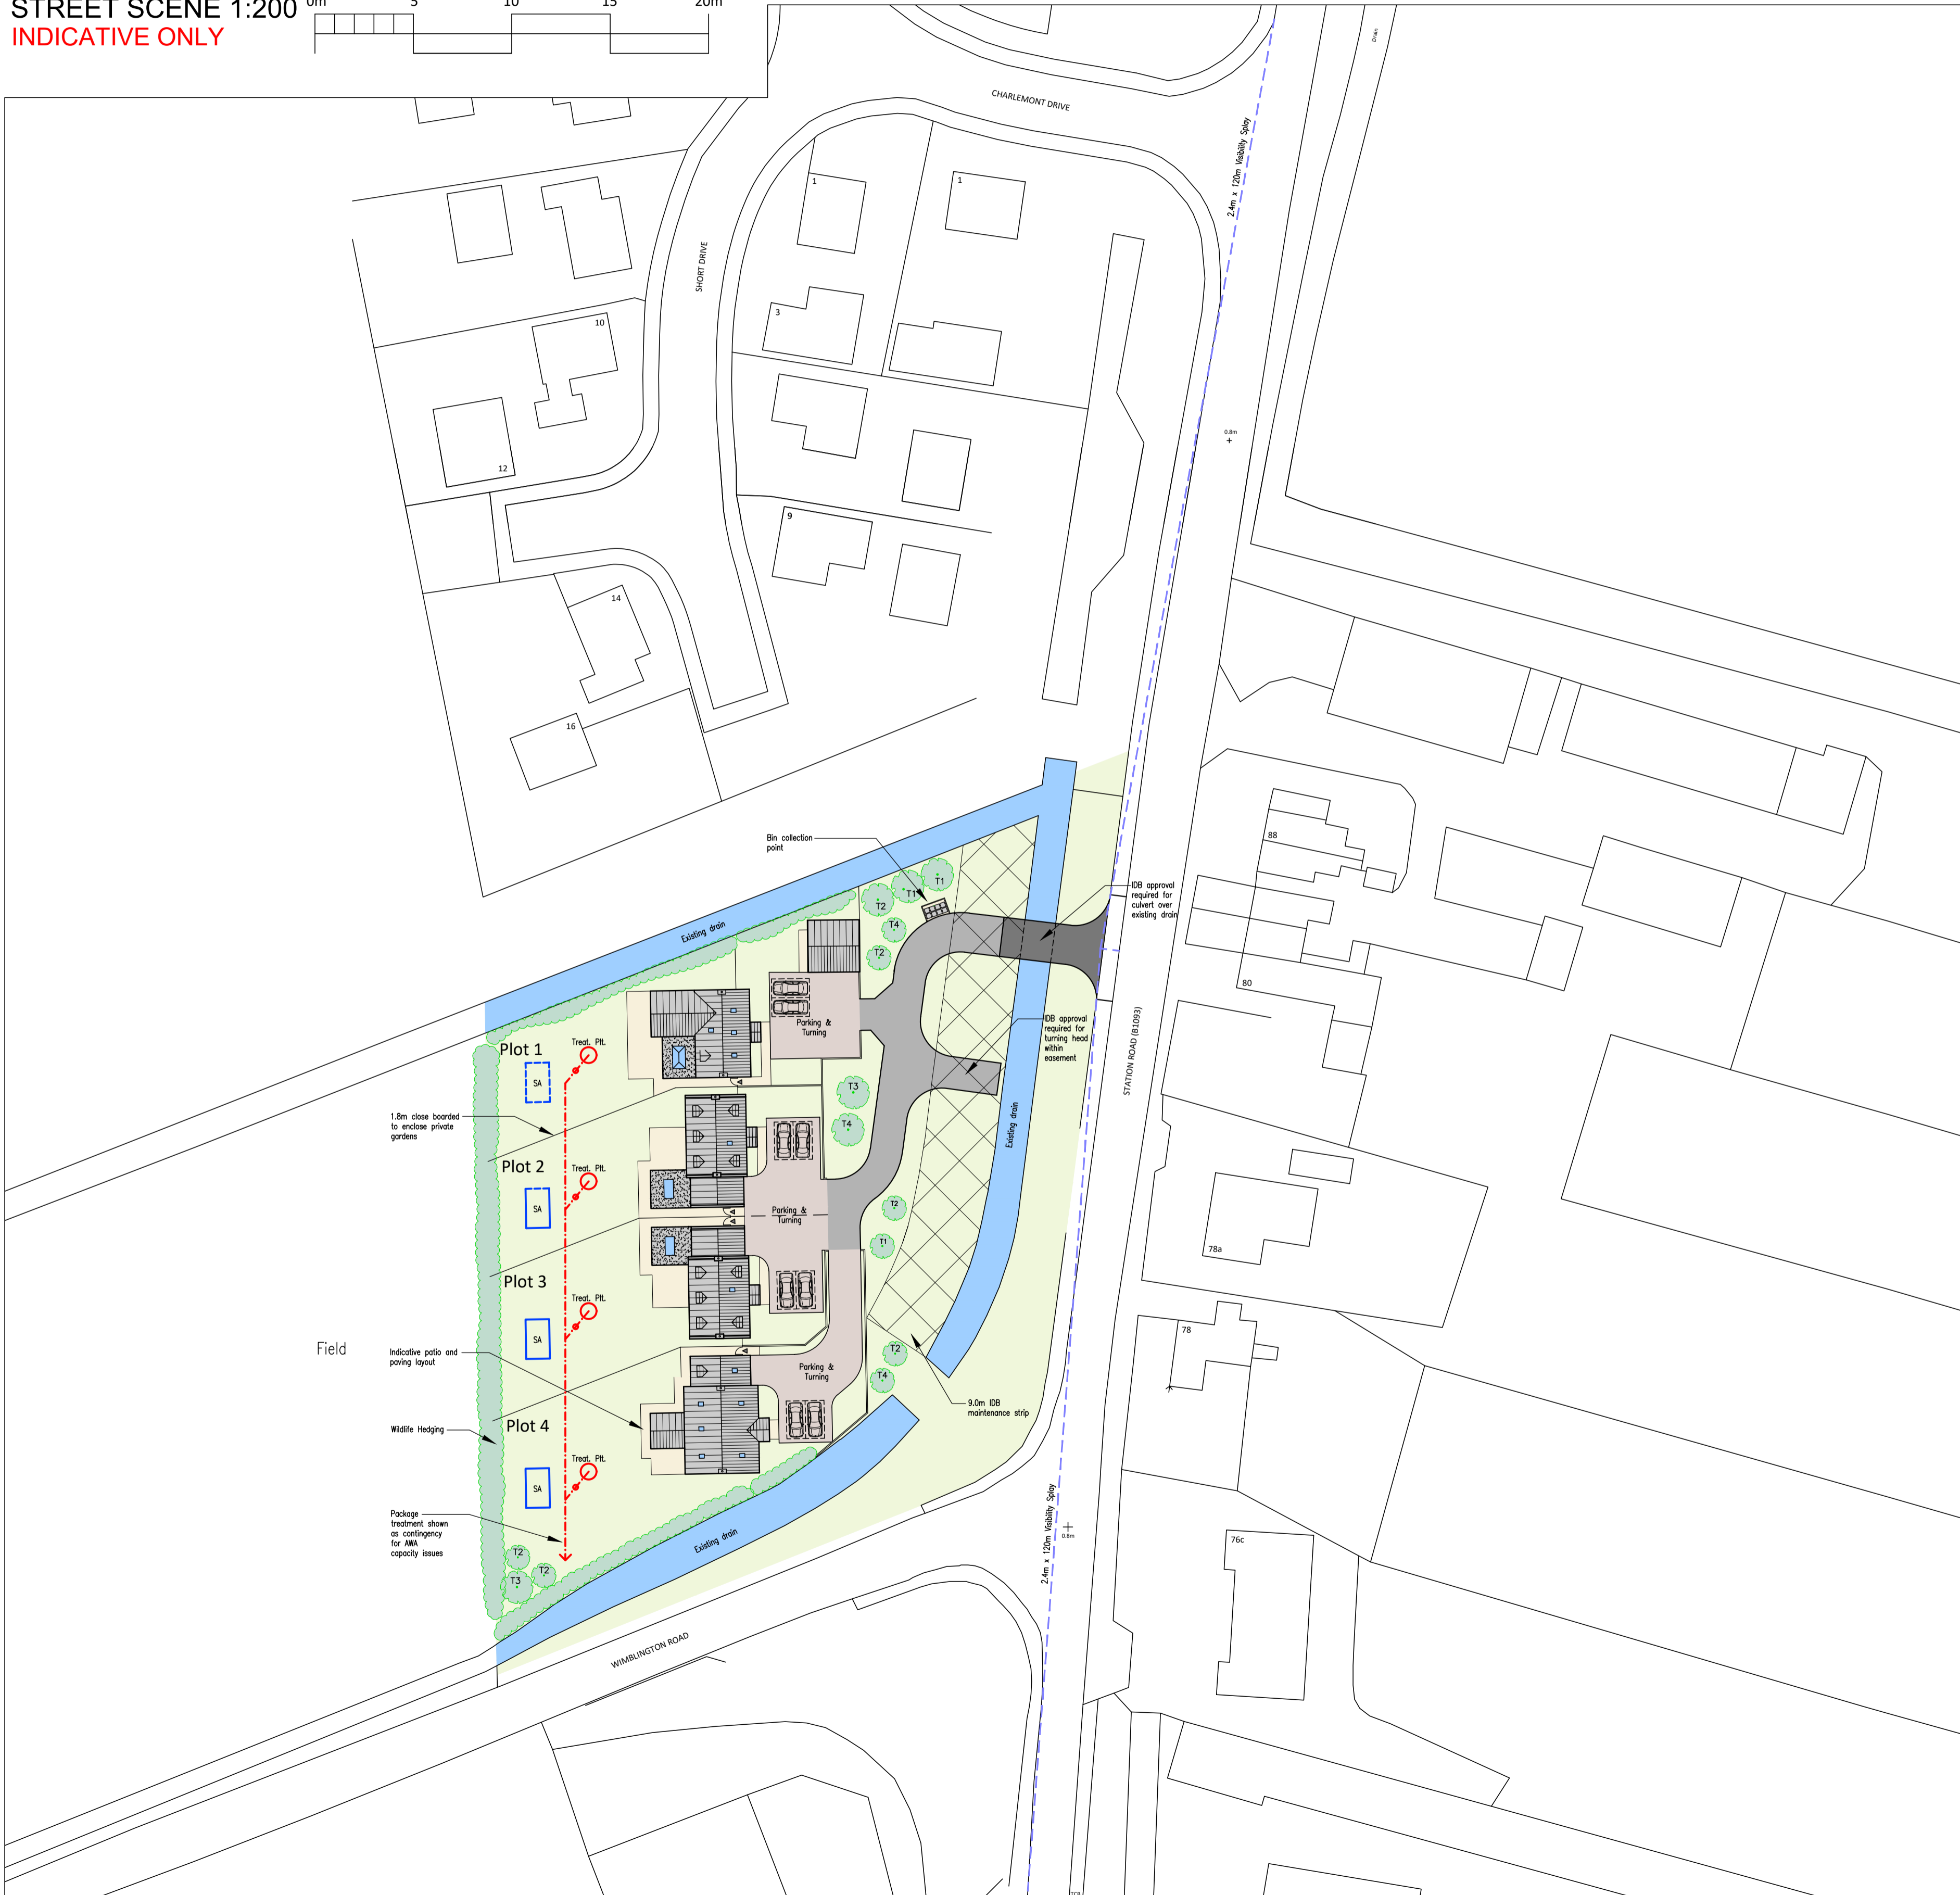 STREET SCENE 1:200
0m 5 10 15 20m
INDICATIVE ONLY
Drain
CHARLEMONT DRIVE
2.4m x 120m Visibility Splay
1
1
SHORT DRIVE
3
10
0.8m
12
9
14
16
Bin collection
point
88
IDB approval
required for
culvert over
existing drain
T1
T1
T2
T4
T2
Existing drain
80
Parking &
Turning
IDB approval
required for
turning head
within
easement
STATION ROAD (B1093)
Plot 1
Treat. Plt.
SA
T3
T4
1.8m close boarded
to enclose private
gardens
Existing drain
Plot 2
Treat. Plt.
SA
Parking &
Turning
T2
T1
78a
Plot 3
Treat. Plt.
SA
Field
78
Indicative patio and
paving layout
Parking &
Turning
T2
T4
9.0m IDB
maintenance strip
Plot 4
Wildlife Hedging
Treat. Plt.
SA
2.4m x 120m Visibility Splay
0.8m
Package
treatment shown
as contingency
for AWA
capacity issues
Existing drain
76c
T2
T2
T3
WIMBLINGTON ROAD
TCB